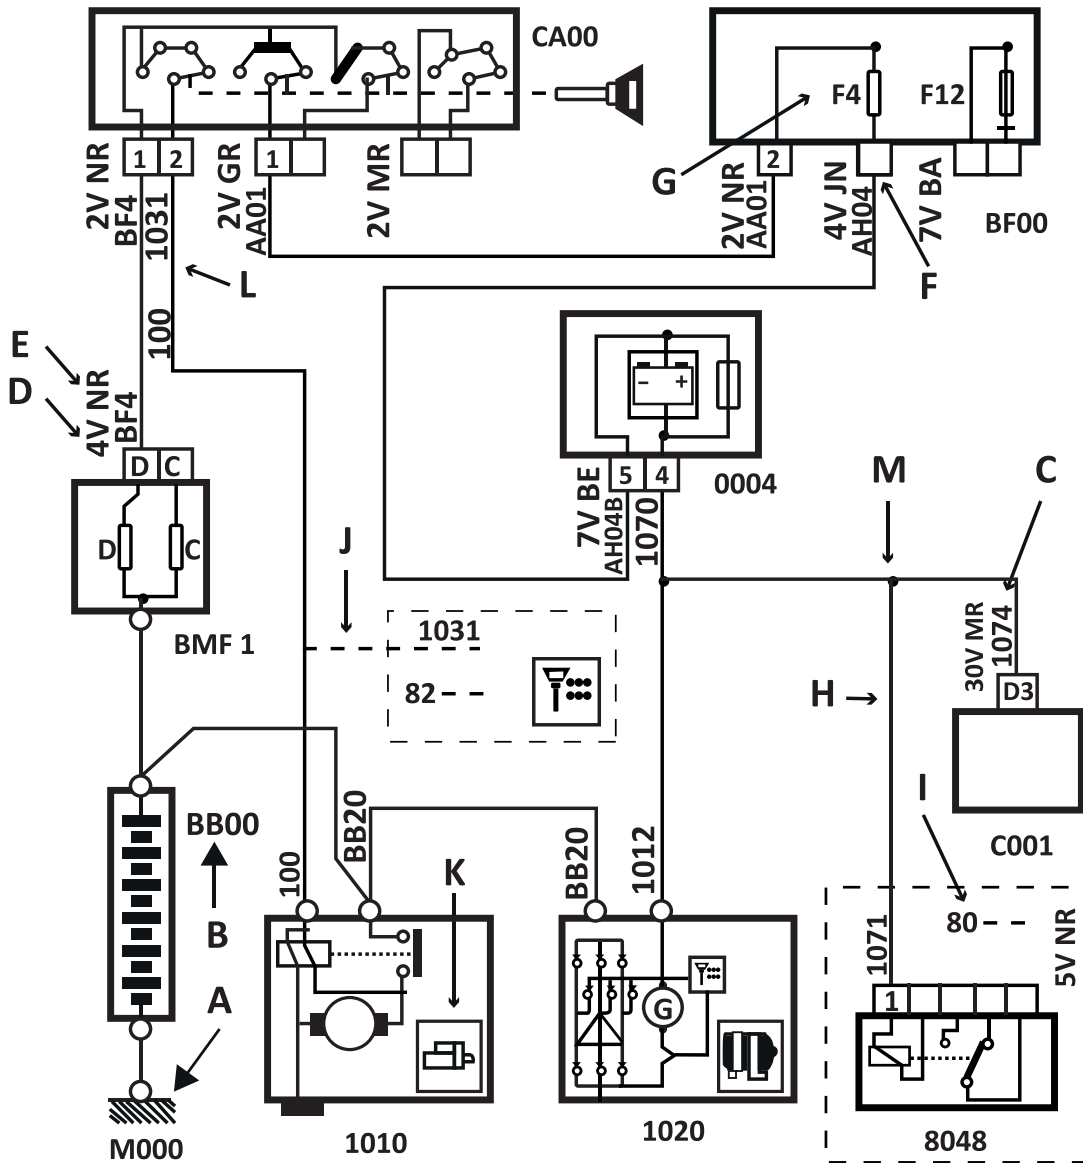 CA00
F4
F12
1 2
1
2
G
2V NR
BF4
1031
2V GR
AA01
2V MR
2V NR
AA01
4V JN
AH04
7V BA
BF00
L
F
100
E
D
4V NR
BF4
D C
- +
5 4
0004
M
C
7V BE
AH04B
1070
D C
J
BMF 1
1031
82
30V MR
1074
D3
H
I
C001
BB00
B
A
100
BB20
K
BB20
1012
80
1071
5V NR
1
G
M000
1010
1020
8048